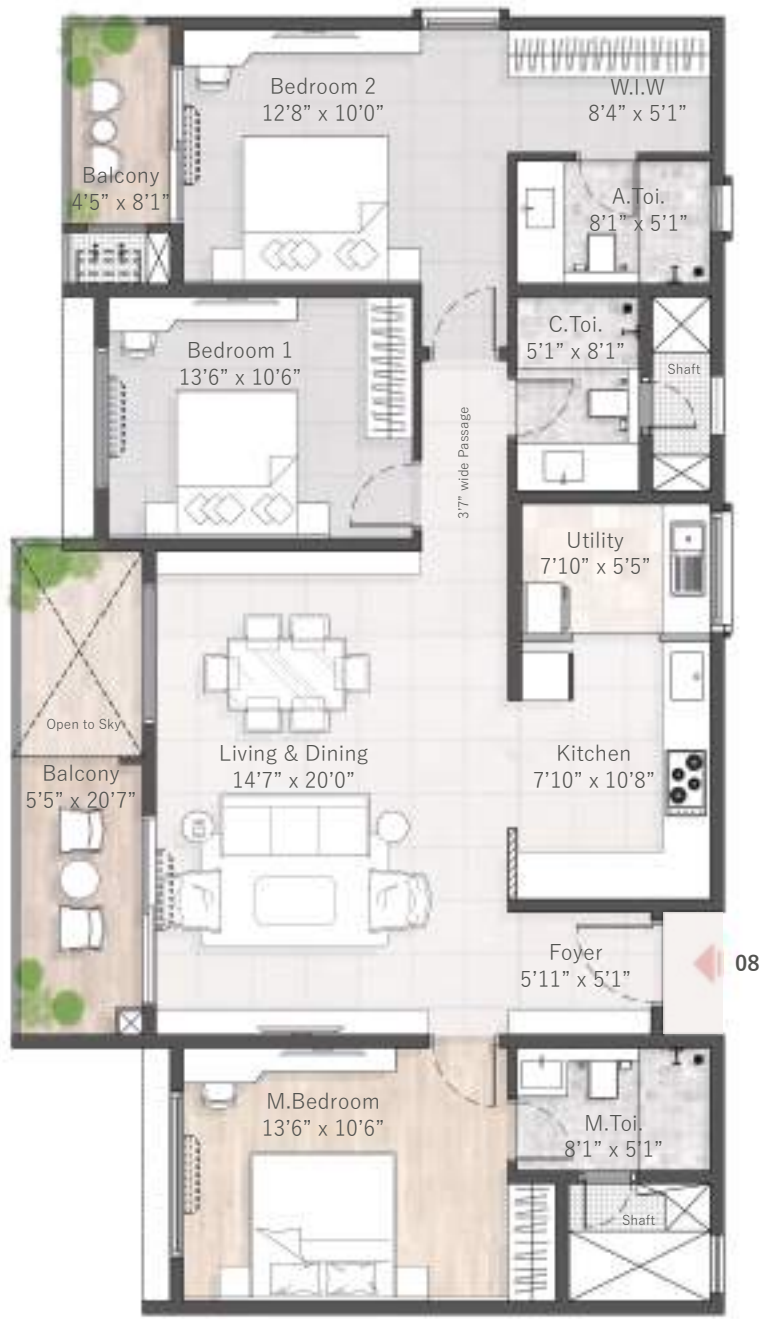 Bedroom 2
12’8” x 10’0”
W.I.W
8’4” x 5’1”
Balcony
4’5” x 8’1”
A.Toi.
8’1” x 5’1”
Bedroom 1
13’6” x 10’6”
C.Toi.
5’1” x 8’1”
Shaft
3’7” wide Passage
Utility
7’10” x 5’5”
Open to Sky
Balcony
5’5” x 20’7”
Living & Dining
14’7” x 20’0”
Kitchen
7’10” x 10’8”
Foyer
5’11” x 5’1”
08
M.Bedroom
13’6” x 10’6”
M.Toi.
8’1” x 5’1”
Shaft